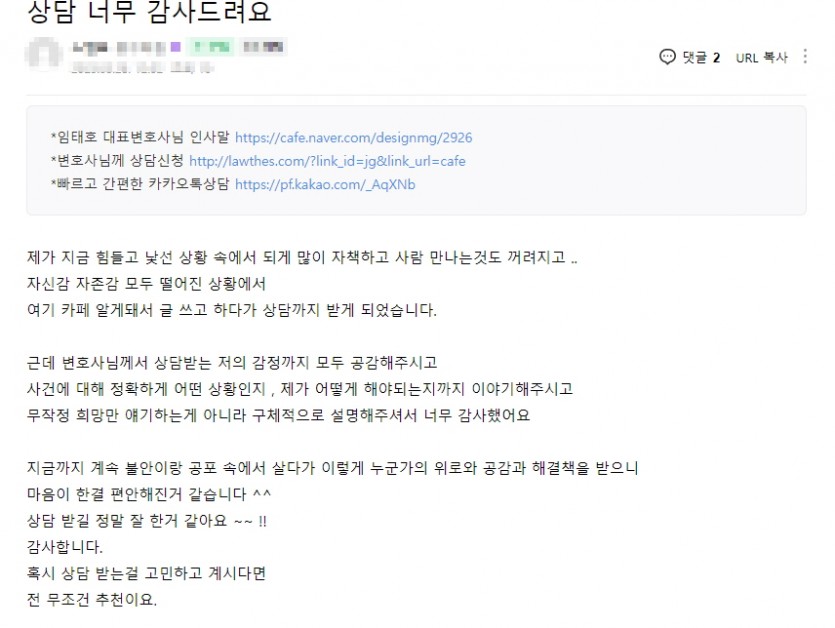 상담 너무 감사드려요
댓글 2 URL 복사
*임태호 대표변호사님 인사말 https://cafe.naver.com/designmg/2926
*변호사님께 상담신청 http://lawthes.com/?link_id=jg&link_url=cafe
*빠르고 간편한 카카오톡상담 https://pf.kakao.com/_AqXNb
제가 지금 힘들고 낯선 상황 속에서 되게 많이 자책하고 사람 만나는것도 꺼려지고 ..
자신감 자존감 모두 떨어진 상황에서
여기 카페 알게돼서 글 쓰고 하다가 상담까지 받게 되었습니다.
근데 변호사님께서 상담받는 저의 감정까지 모두 공감해주시고
사건에 대해 정확하게 어떤 상황인지 , 제가 어떻게 해야되는지까지 이야기해주시고
무작정 희망만 얘기하는게 아니라 구체적으로 설명해주셔서 너무 감사했어요
지금까지 계속 불안이랑 공포 속에서 살다가 이렇게 누군가의 위로와 공감과 해결책을 받으니
마음이 한결 편안해진거 같습니다 ^^
상담 받길 정말 잘 한거 같아요 ~~ !!
감사합니다.
혹시 상담 받는걸 고민하고 계시다면
전 무조건 추천이요.